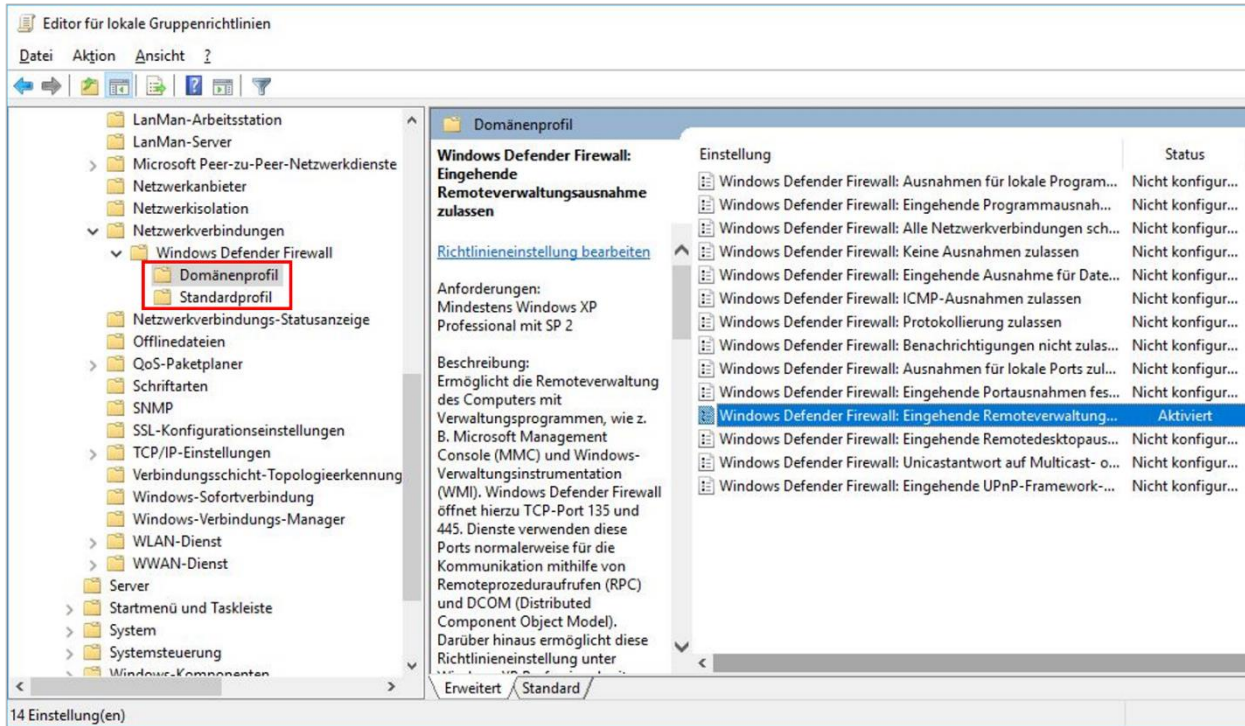 Editor für lokale Gruppenrichtlinien
Datei Aktion Ansicht ?
LanMan-Arbeitsstation
LanMan-Server
Microsoft Peer-zu-Peer-Netzwerkdienste
Netzwerkanbieter
Netzwerkisolation
Netzwerkverbindungen
Windows Defender Firewall
Domänenprofil
Standardprofil
Netzwerkverbindungs-Statusanzeige
Offlinedateien
QoS-Paketplaner
Schriftarten
SNMP
SSL-Konfigurationseinstellungen
TCP/IP-Einstellungen
Verbindungsschicht-Topologieerkennung
Windows-Sofortverbindung
Windows-Verbindungs-Manager
WLAN-Dienst
WWAN-Dienst
Server
Startmenü und Taskleiste
System
Systemsteuerung
Windows-Komponenten
Domänenprofil
Windows Defender Firewall:
Eingehende
Remoteverwaltungsausnahme
zulassen
Richtlinieneinstellung bearbeiten
Anforderungen:
Mindestens Windows XP
Professional mit SP 2
Beschreibung:
Ermöglicht die Remoteverwaltung
des Computers mit
Verwaltungsprogrammen, wie z.
B. Microsoft Management
Console (MMC) und Windows-
Verwaltungsinstrumentation
(WMI). Windows Defender Firewall
öffnet hierzu TCP-Port 135 und
445. Dienste verwenden diese
Ports normalerweise für die
Kommunikation mithilfe von
Remoteprozeduraufrufen (RPC)
und DCOM (Distributed
Component Object Model).
Darüber hinaus ermöglicht diese
Richtlinieneinstellung unter
Einstellung Status
Windows Defender Firewall: Ausnahmen für lokale Program... Nicht konfigur...
Windows Defender Firewall: Eingehende Programmausnah... Nicht konfigur...
Windows Defender Firewall: Alle Netzwerkverbindungen sch... Nicht konfigur...
Windows Defender Firewall: Keine Ausnahmen zulassen Nicht konfigur...
Windows Defender Firewall: Eingehende Ausnahme für Date... Nicht konfigur...
Windows Defender Firewall: ICMP-Ausnahmen zulassen Nicht konfigur...
Windows Defender Firewall: Protokollierung zulassen Nicht konfigur...
Windows Defender Firewall: Benachrichtigungen nicht zulas... Nicht konfigur...
Windows Defender Firewall: Ausnahmen für lokale Ports zul... Nicht konfigur...
Windows Defender Firewall: Eingehende Portausnahmen fes... Nicht konfigur...
Windows Defender Firewall: Eingehende Remoteverwaltung... Aktiviert
Windows Defender Firewall: Eingehende Remotedesktopaus... Nicht konfigur...
Windows Defender Firewall: Unicastantwort auf Multicast- o... Nicht konfigur...
Windows Defender Firewall: Eingehende UPnP-Framework-... Nicht konfigur...
Erweitert Standard
14 Einstellung(en)